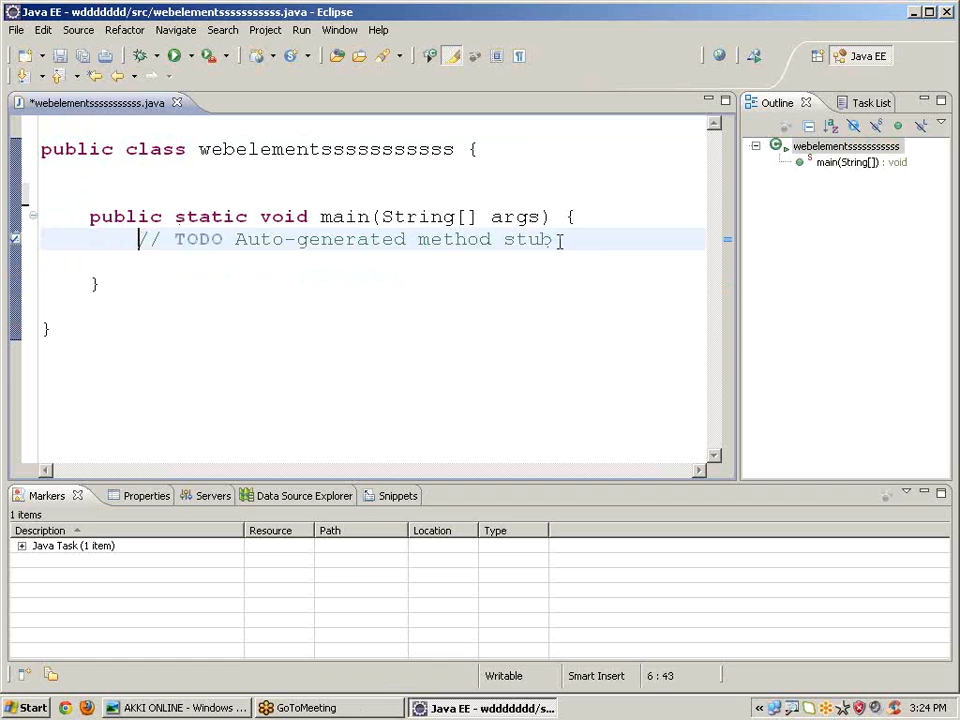 Java EE - wddddddd/src/webelementsssssssssss.java - Eclipse
File Edit Source Refactor Navigate Search Project Run Window Help
Java EE
*webelementsssssssssss.java
Outline Task List
public class webelementsssssssssss {
webelementsssssssssss
main(String[]) : void
public static void main(String[] args) {
// TODO Auto-generated method stub
}
}
Markers Properties Servers Data Source Explorer Snippets
1 items
Description Resource Path Location Type
Java Task (1 item)
Writable Smart Insert 6 : 43
Start AKKI ONLINE - Windows ... GoToMeeting Java EE - wddddddd/s... 3:24 PM